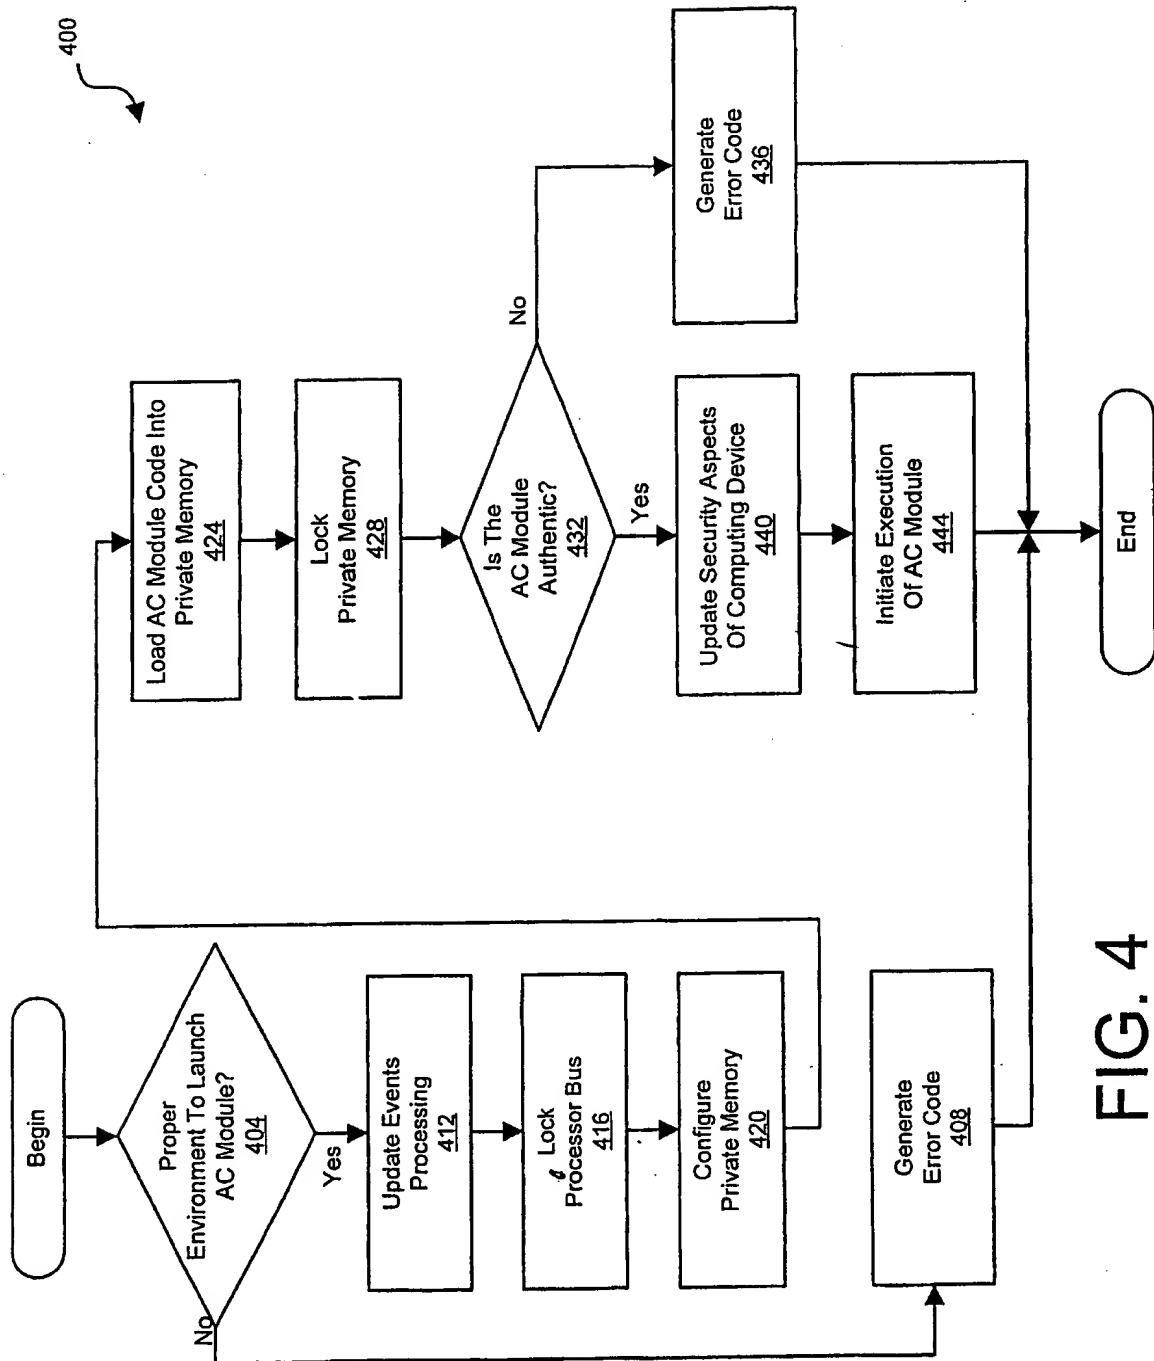 400
Begin
Proper
Environment To Launch
AC Module?
404
No
Yes
Update Events
Processing
412
Lock
Processor Bus
416
Configure
Private Memory
420
Generate
Error Code
408
Load AC Module Code Into
Private Memory
424
Lock
Private Memory
428
Is The
AC Module
Authentic?
432
No
Yes
Generate
Error Code
436
Update Security Aspects
Of Computing Device
440
Initiate Execution
Of AC Module
444
End
FIG. 4